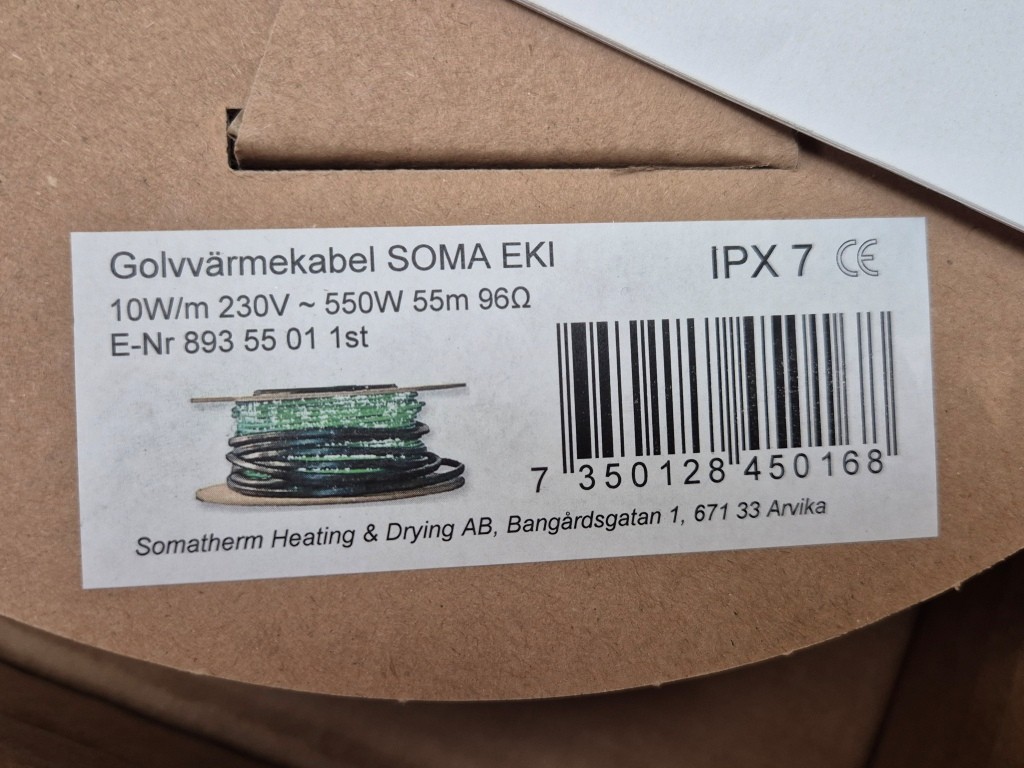 Golvvärmekabel SOMA EKI
IPX 7 CE
10W/m 230V ~ 550W 55m 96Ω
E-Nr 893 55 01 1st
7 350128 450168
Somatherm Heating & Drying AB, Bangårdsgatan 1, 671 33 Arvika